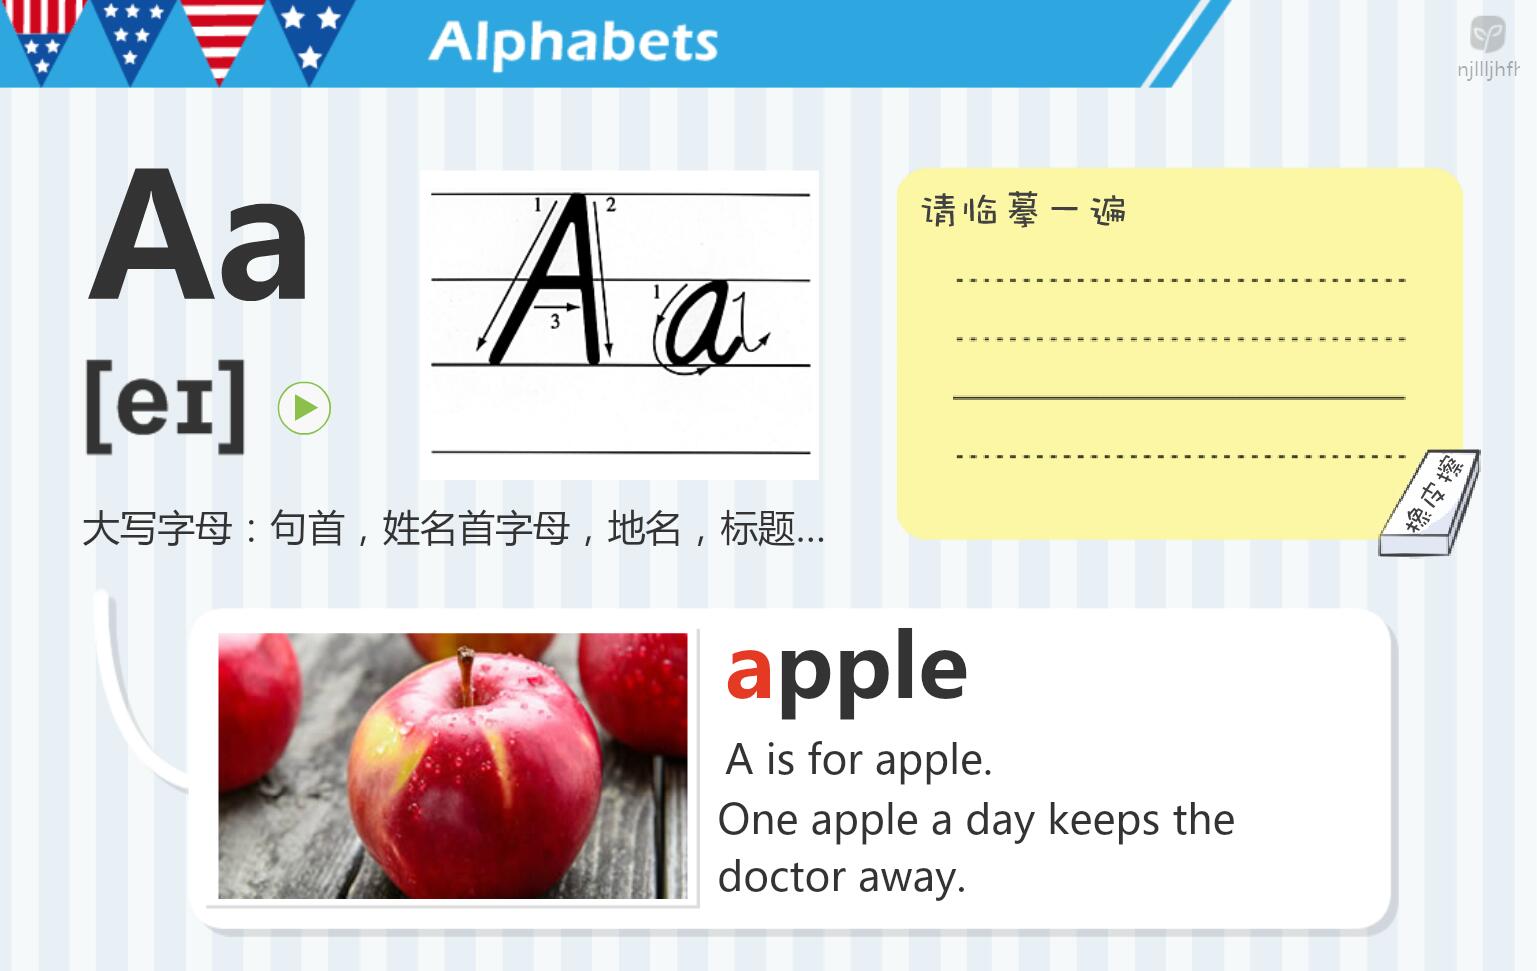 Alphabets
njllljhfh
Aa
1 2
3
A a
1
请临摹一遍
[eɪ]
橡皮擦
大写字母：句首，姓名首字母，地名，标题...
apple
A is for apple.
One apple a day keeps the
doctor away.